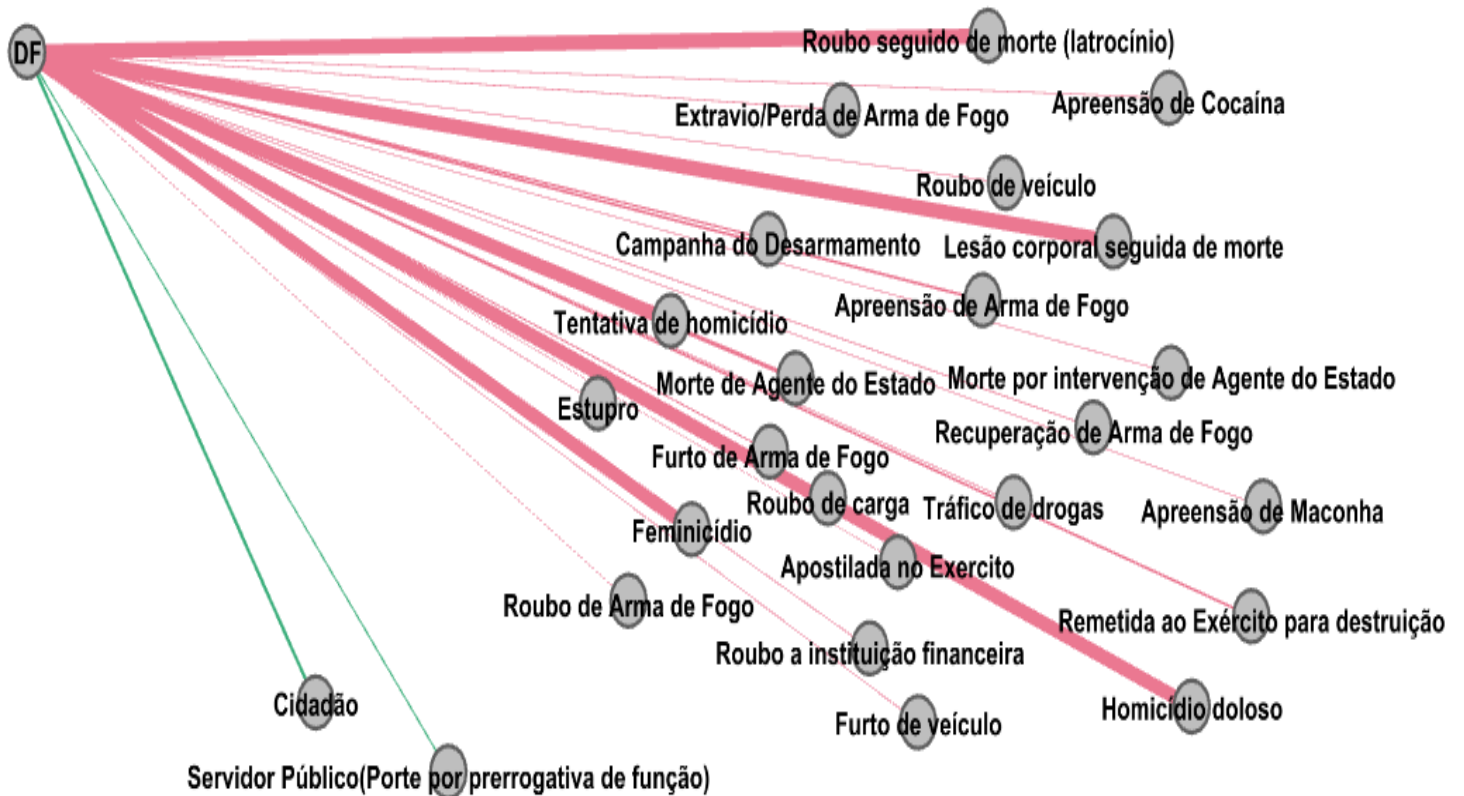 DF
Roubo seguido de morte (latrocínio)
Apreensão de Cocaína
Extravio/Perda de Arma de Fogo
Roubo de veículo
Campanha do Desarmamento
Lesão corporal seguida de morte
Apreensão de Arma de Fogo
Tentativa de homicídio
Morte de Agente do Estado
Morte por intervenção de Agente do Estado
Estupro
Recuperação de Arma de Fogo
Furto de Arma de Fogo
Roubo de carga
Tráfico de drogas
Apreensão de Maconha
Feminicídio
Apostilada no Exercito
Roubo de Arma de Fogo
Remetida ao Exército para destruição
Roubo a instituição financeira
Cidadão
Homicídio doloso
Furto de veículo
Servidor Público(Porte por prerrogativa de função)